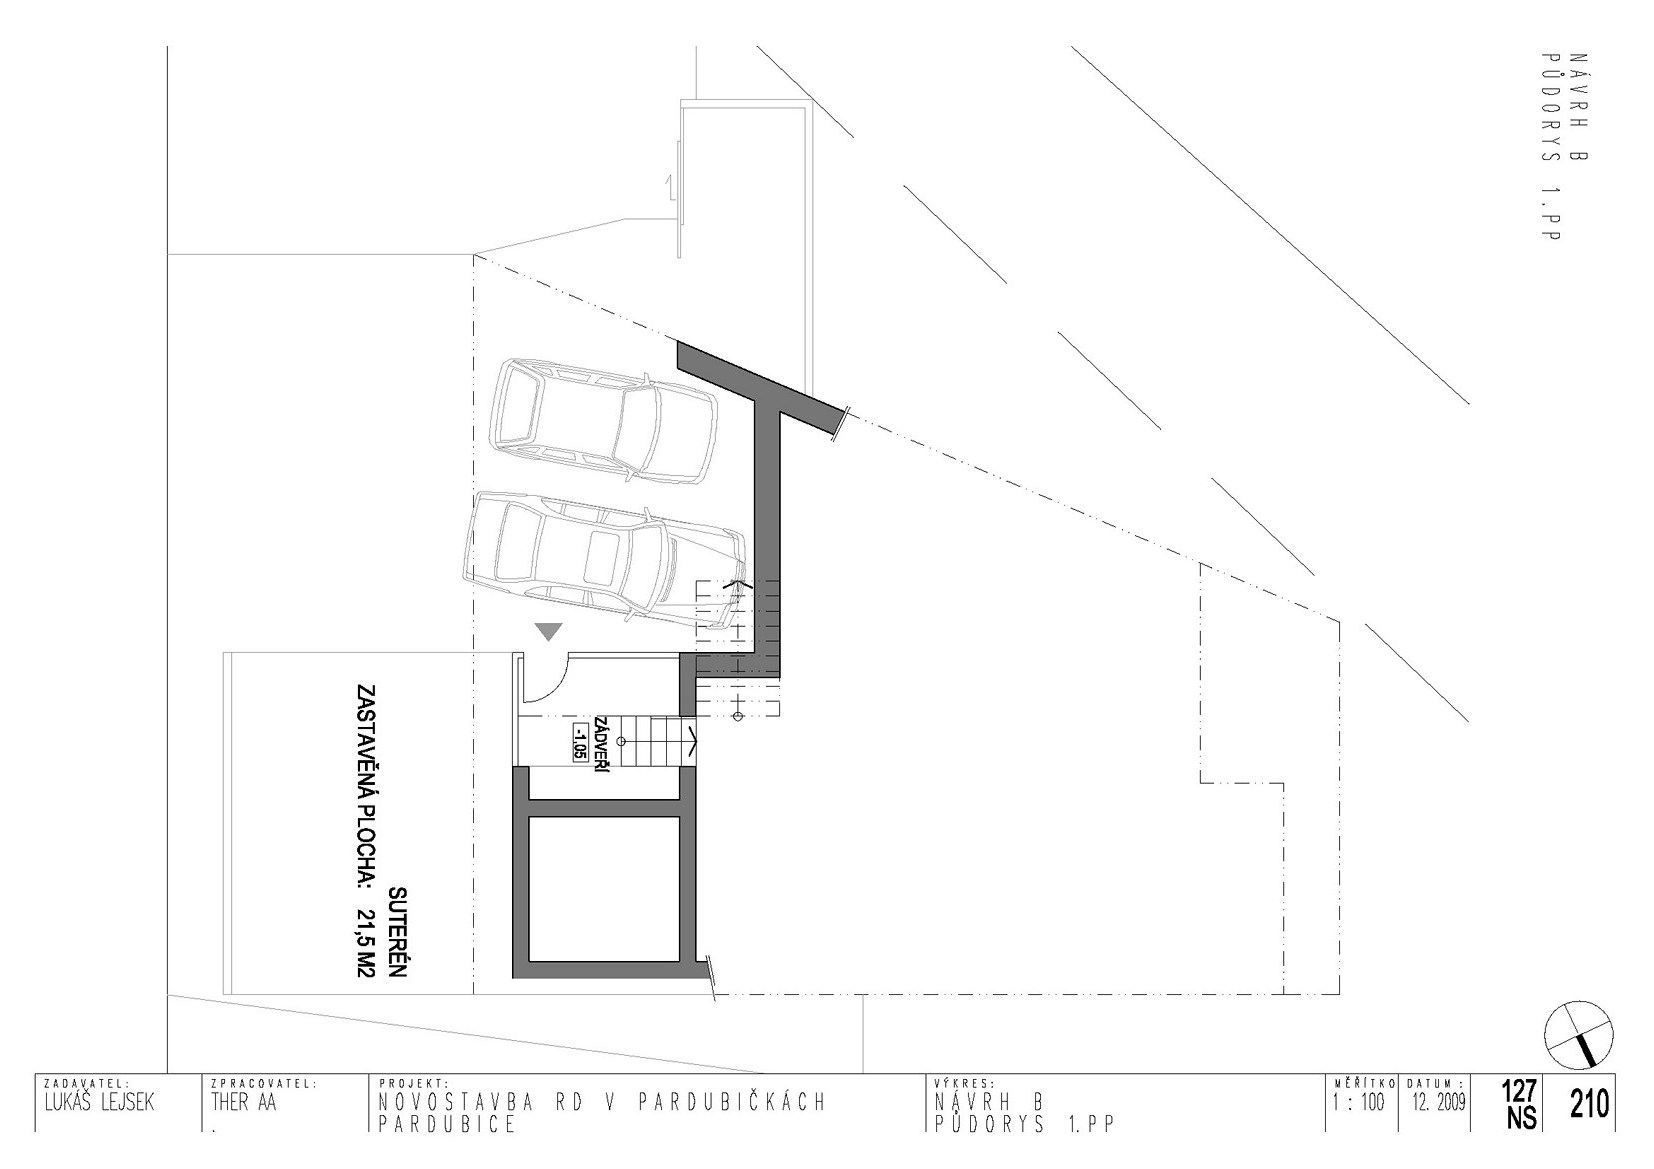 NÁVRH B
PŮDORYS 1.PP
1
ZÁDVEŘÍ
-1,05
SUTERÉN
ZASTAVĚNÁ PLOCHA: 21,5 M2
ZADAVATEL:
LUKÁŠ LEJSEK
ZPRACOVATEL:
THER AA
.
PROJEKT:
NOVOSTAVBA RD V PARDUBIČKÁCH
PARDUBICE
VÝKRES:
NÁVRH B
PŮDORYS 1.PP
MĚŘÍTKO
1 : 100
DATUM :
12. 2009
127
NS
210